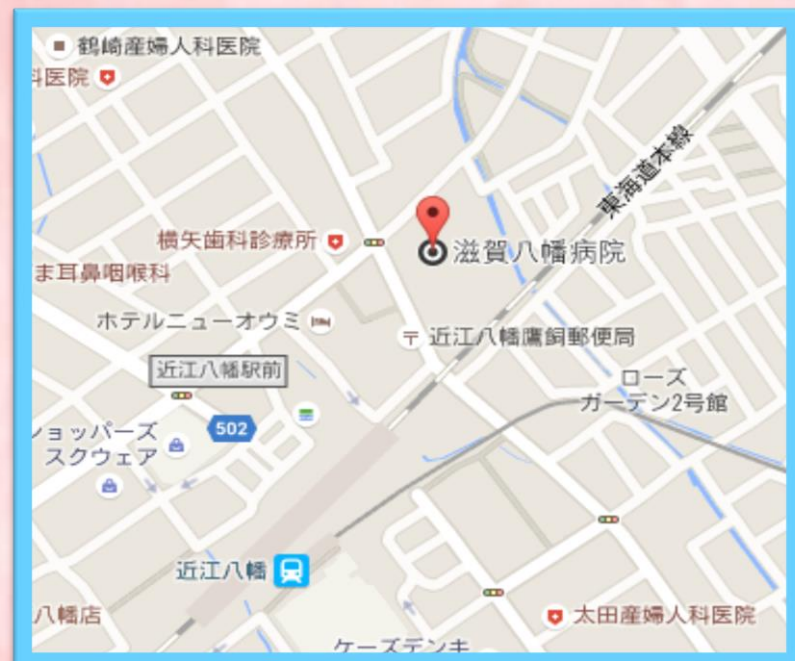 鶴崎産婦人科医院
科医院
東海道本線
横矢歯科診療所
滋賀八幡病院
ま耳鼻咽喉科
ホテルニューオウミ
〒 近江八幡鷹飼郵便局
近江八幡駅前
ローズ
ガーデン2号館
502
ショッパーズ
スクウェア
近江八幡
八幡店
太田産婦人科医院
ケーズデンキ